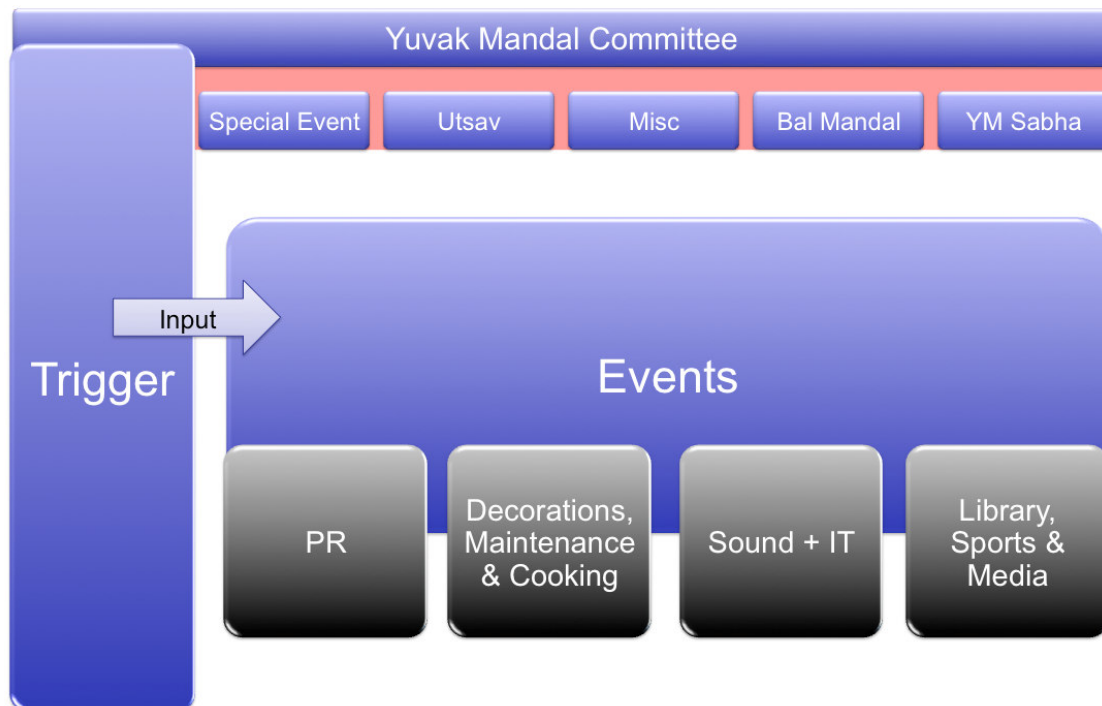 Yuvak Mandal Committee
Special Event
Utsav
Misc
Bal Mandal
YM Sabha
Input
Trigger
Events
PR
Decorations,
Maintenance
& Cooking
Sound + IT
Library,
Sports &
Media